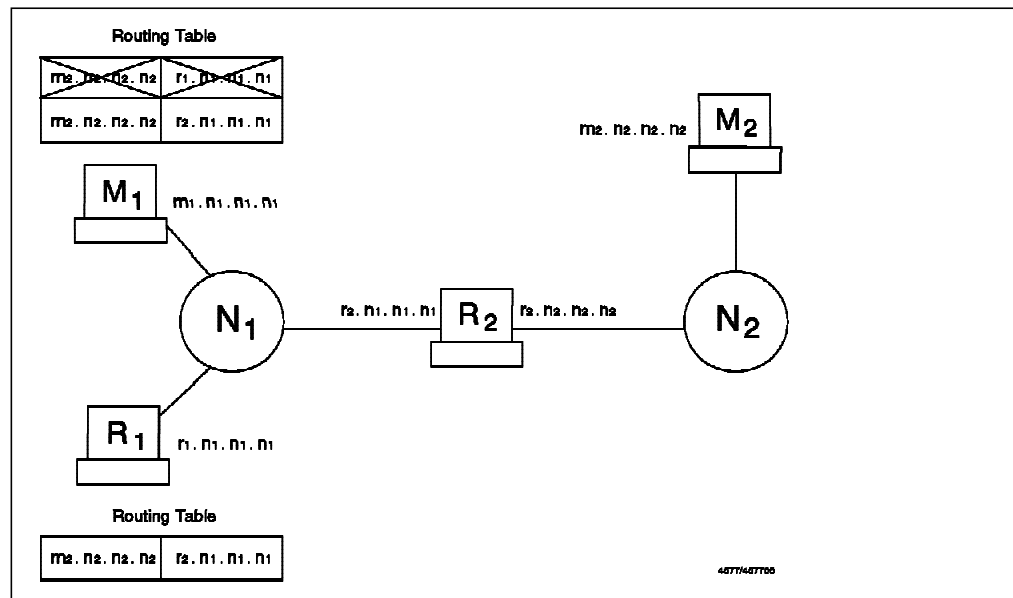 Routing Table
m2. n2. n2. n2 r1. n1. n1. n1
m2. n2. n2. n2 r2. n1. n1. n1
M2
m2. n2. n2. n2
M1
m1. n1. n1. n1
N1
r2. n1. n1. n1
R2
r2. n2. n2. n2
N2
R1
r1. n1. n1. n1
Routing Table
m2. n2. n2. n2 r2. n1. n1. n1